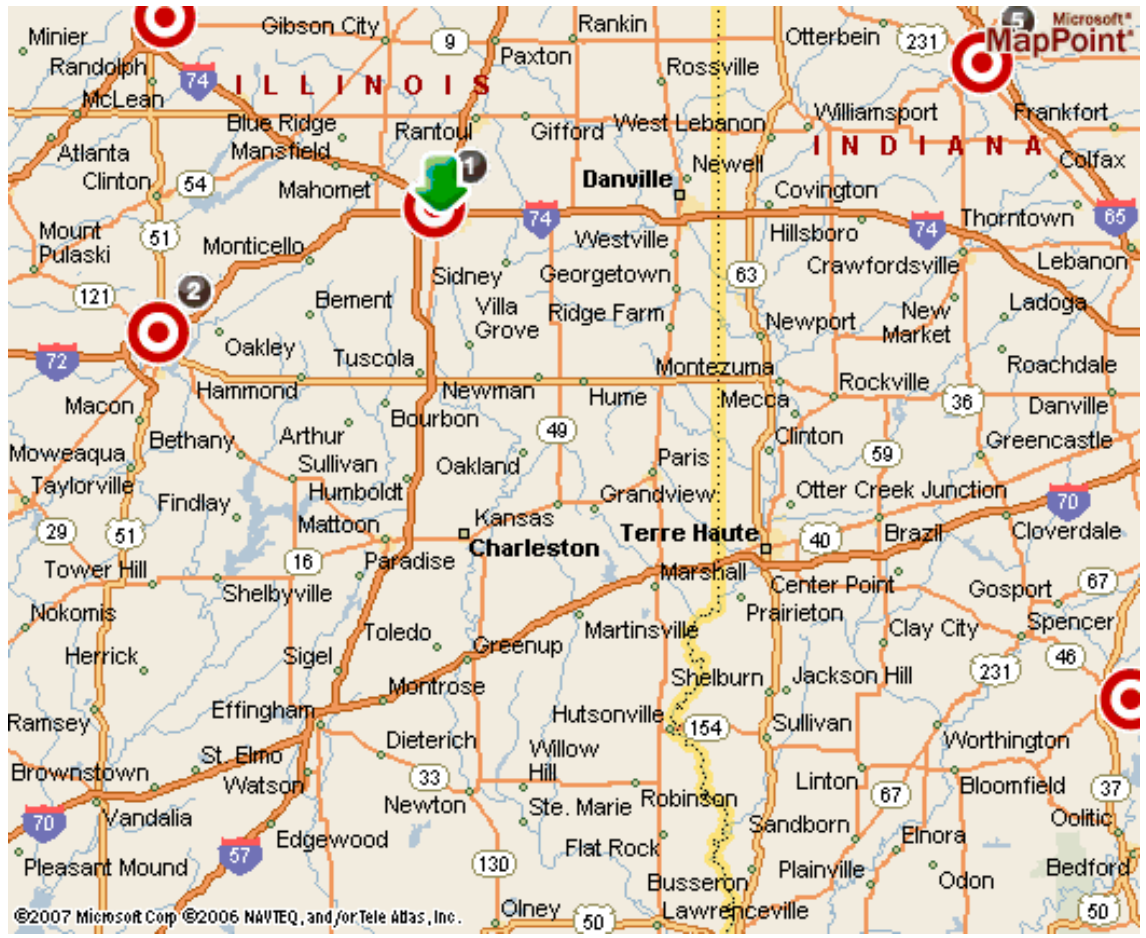 Gibson City
Rankin
Otterbein
5
Microsoft®
MapPoint®
Minier
9
Paxton
231
Randolph
74
ILLINOIS
Rossville
McLean
Blue Ridge
Rantoul
Gifford
West Lebanon
Williamsport
Frankfort
Atlanta
Mansfield
INDIANA
Clinton
54
Mahomet
1
Newell
Danville
Covington
Colfax
Mount
Pulaski
51
Monticello
74
Westville
Hillsboro
74
Thorntown
65
121
2
Sidney
Georgetown
63
Crawfordsville
Lebanon
Bement
Villa
Grove
Ridge Farm
Newport
New
Market
Ladoga
72
Oakley
Tuscola
Montezuma
Roachdale
Hammond
Newman
Hume
Rockville
Macon
Bourbon
Mecca
36
Danville
Moweaqua
Bethany
Arthur
49
Clinton
Greencastle
Sullivan
Oakland
Paris
59
Taylorville
Findlay
Humboldt
Grandview
Otter Creek Junction
70
29
51
Mattoon
Kansas
Terre Haute
40
Brazil
Cloverdale
16
Paradise
Charleston
Tower Hill
Marshall
Center Point
Gosport
67
Nokomis
Shelbyville
Prairieton
Toledo
Martinsville
Clay City
Spencer
Herrick
Sigel
Greenup
231
46
Montrose
Shelburn
Jackson Hill
Ramsey
Effingham
Hutsonville
154
Sullivan
St. Elmo
Dieterich
Willow
Hill
Worthington
Brownstown
Watson
33
Linton
Bloomfield
Newton
Ste. Marie
Robinson
67
37
70
Vandalia
Sandborn
Oolitic
Edgewood
Flat Rock
Elnora
Pleasant Mound
57
130
Plainville
Bedford
Busseron
Odon
©2007 Microsoft Corp ©2006 NAVTEQ, and/or Tele Atlas, Inc.
Olney
50
Lawrenceville
50